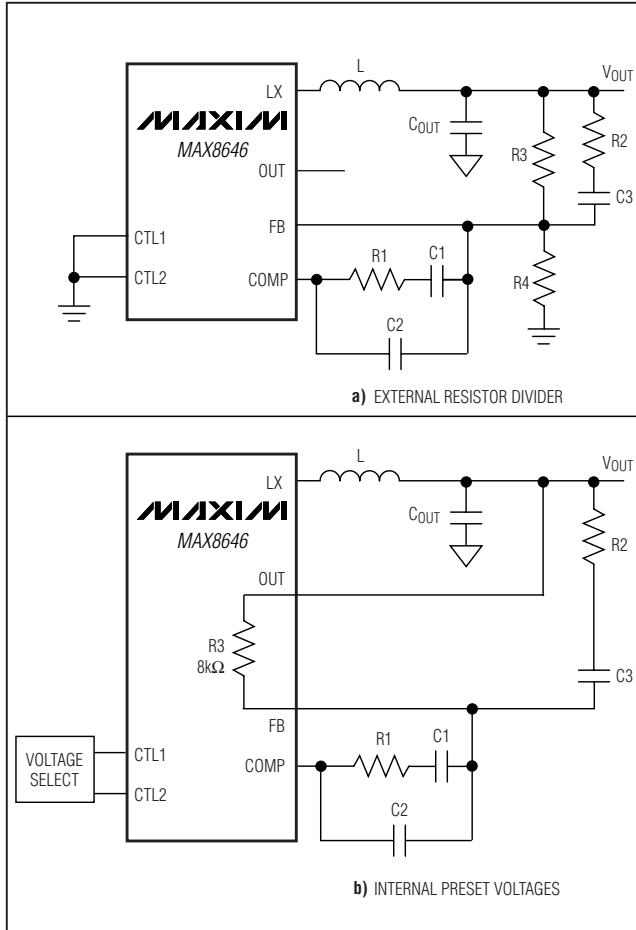 L
VOUT
LX
MAXIM
MAX8646
COUT
R2
R3
OUT
C3
FB
CTL1
R1
C1
CTL2
COMP
R4
C2
a) EXTERNAL RESISTOR DIVIDER
L
VOUT
LX
MAXIM
MAX8646
COUT
R2
OUT
R3
8kΩ
C3
FB
R1
C1
VOLTAGE
SELECT
CTL1
CTL2
COMP
C2
b) INTERNAL PRESET VOLTAGES